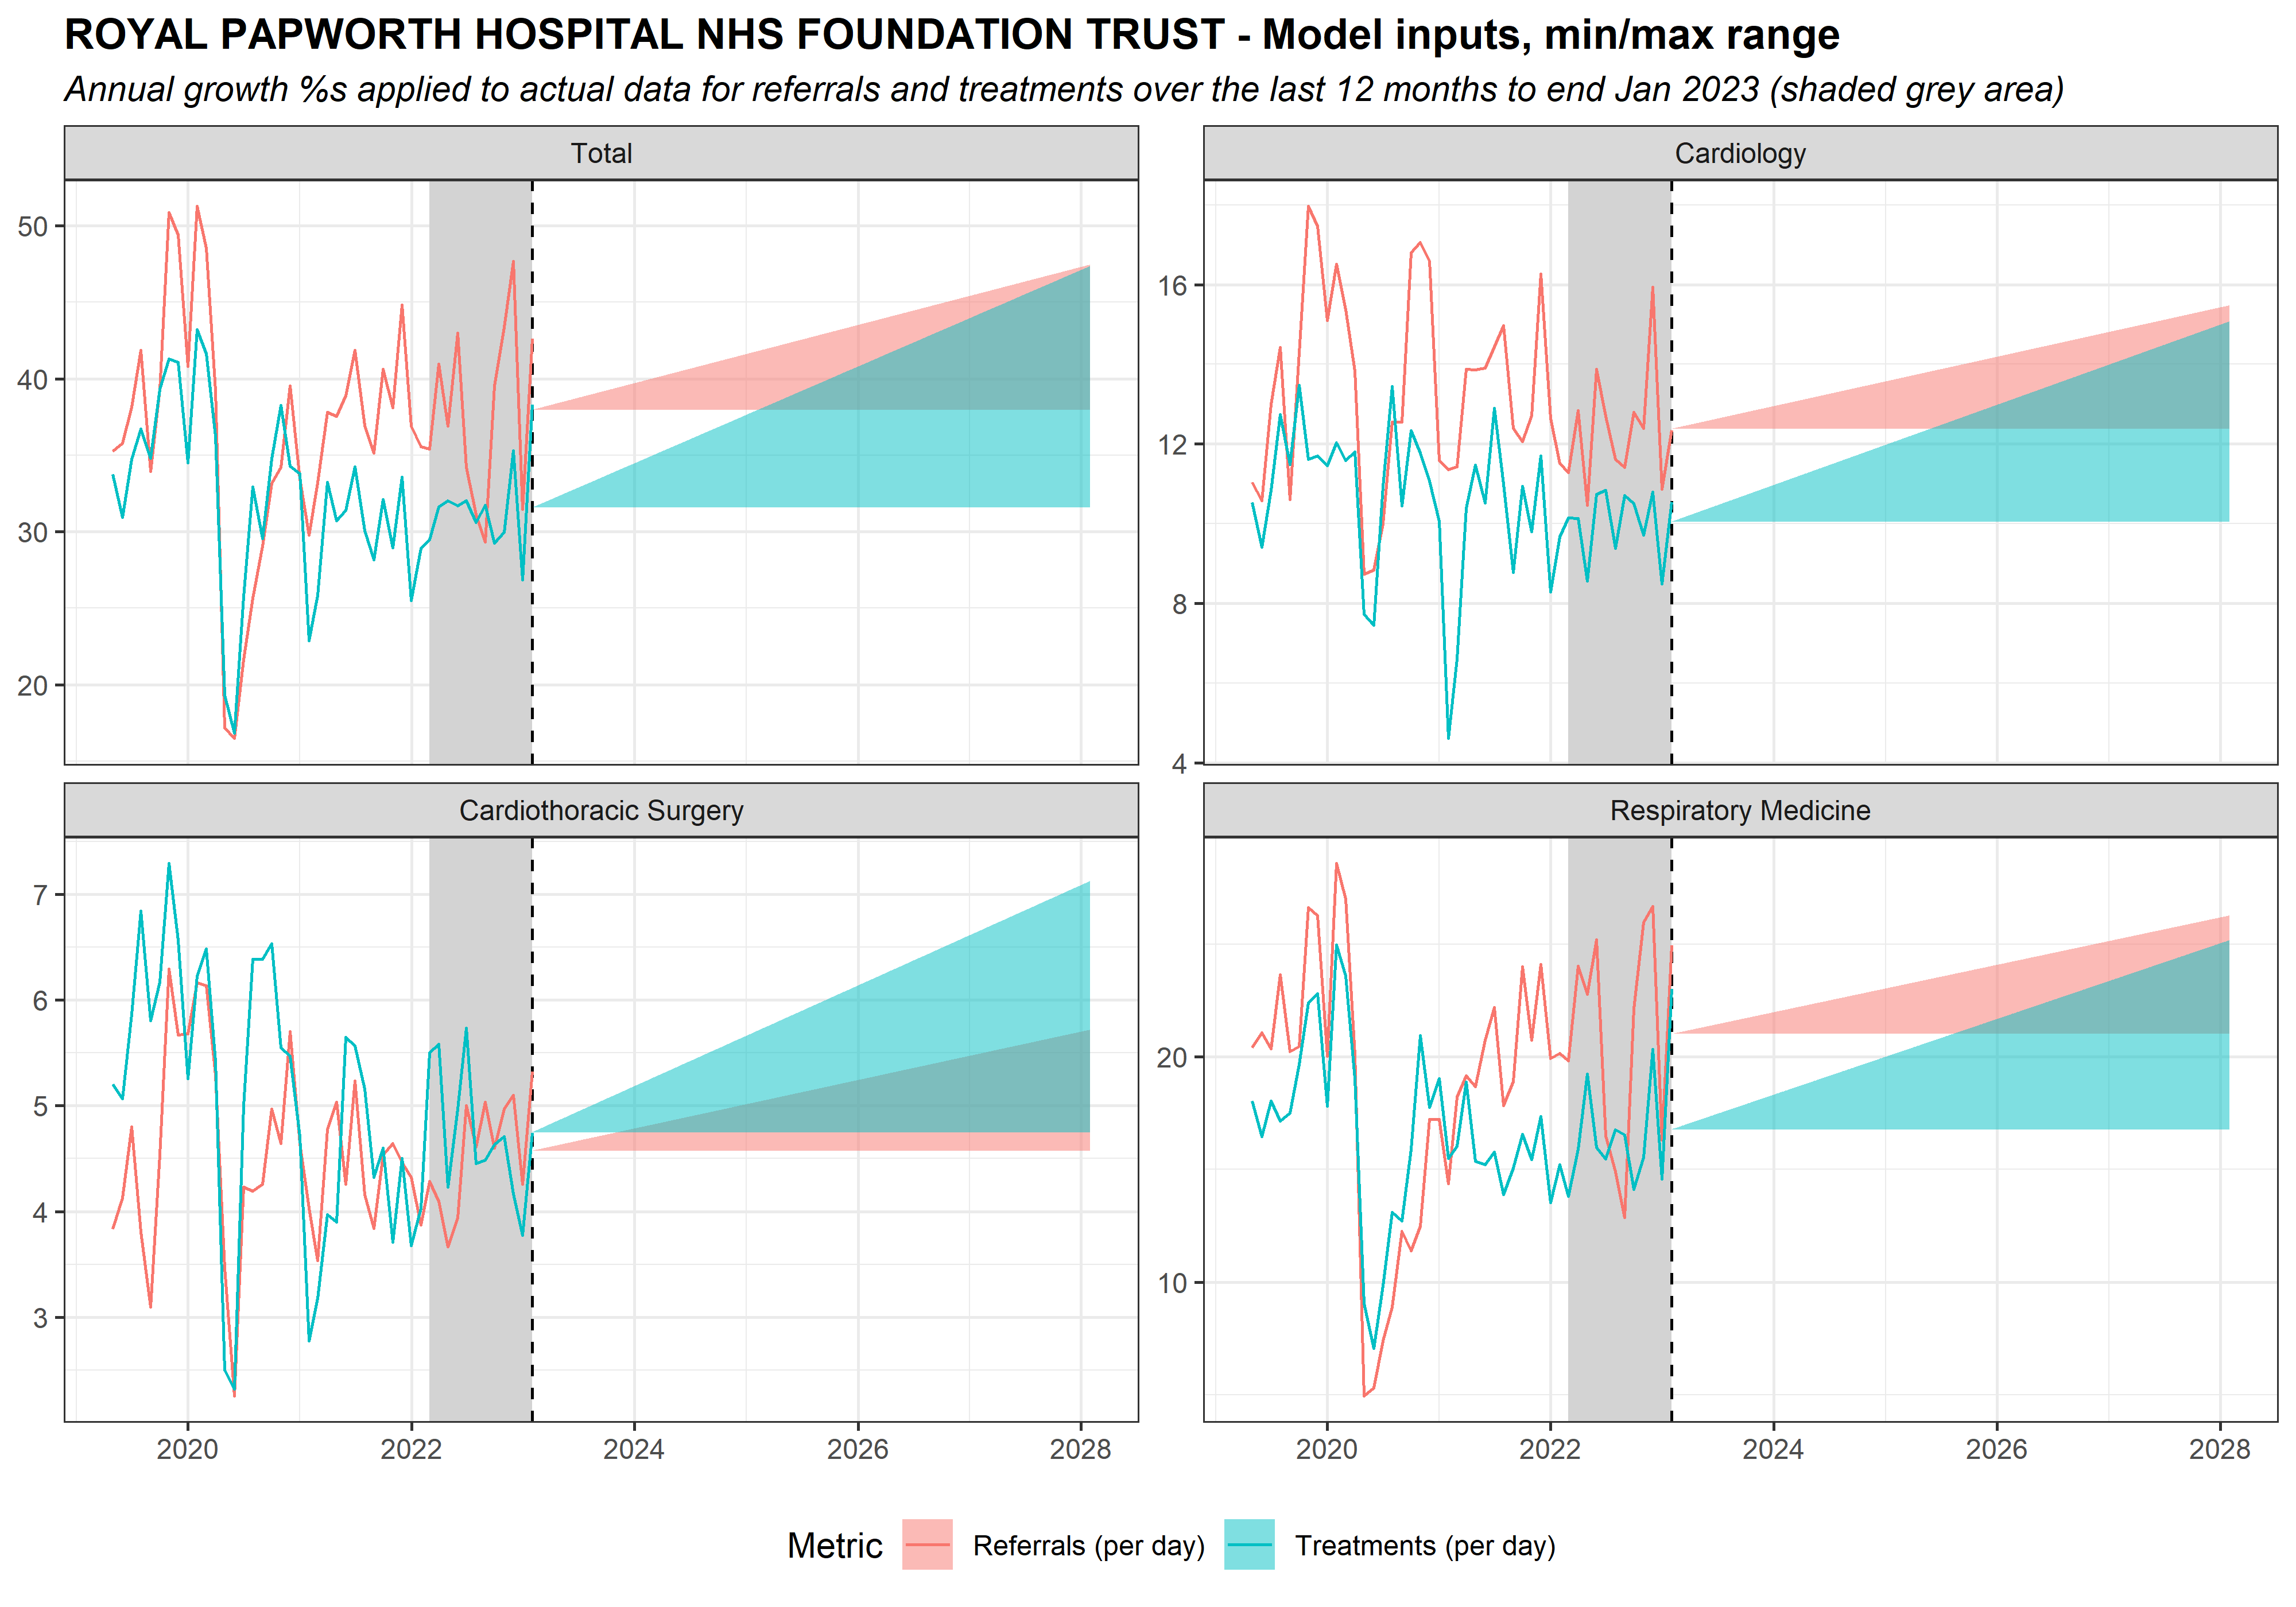 ROYAL PAPWORTH HOSPITAL NHS FOUNDATION TRUST - Model inputs, min/max range
Annual growth %s applied to actual data for referrals and treatments over the last 12 months to end Jan 2023 (shaded grey area)
Total
50
40
30
20
Cardiology
16
12
8
4
Cardiothoracic Surgery
7
6
5
4
3
2020 2022 2024 2026 2028
Respiratory Medicine
20
10
2020 2022 2024 2026 2028
Metric Referrals (per day) Treatments (per day)